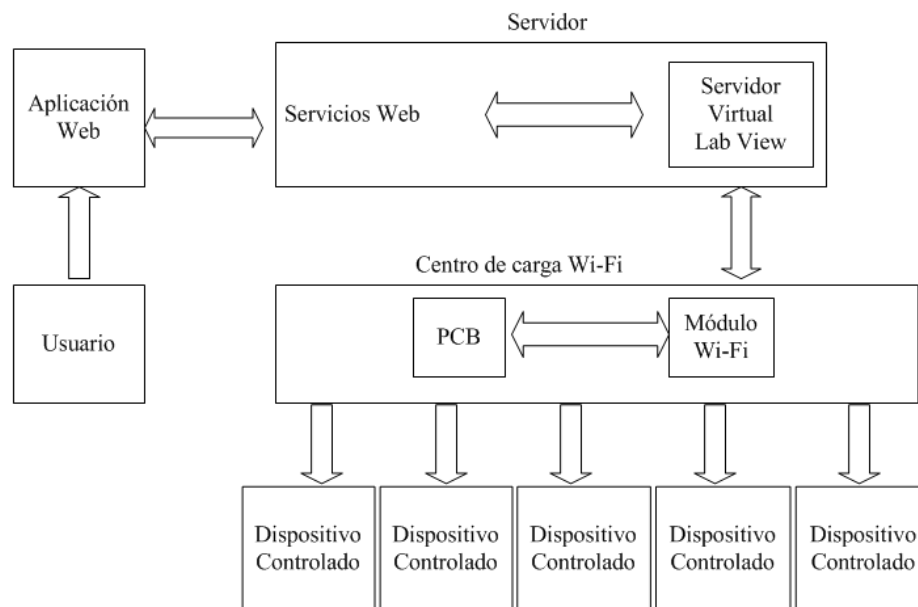 Servidor
Aplicación
Web
Servicios Web
Servidor
Virtual
Lab View
Centro de carga Wi-Fi
Usuario
PCB
Módulo
Wi-Fi
Dispositivo
Controlado
Dispositivo
Controlado
Dispositivo
Controlado
Dispositivo
Controlado
Dispositivo
Controlado